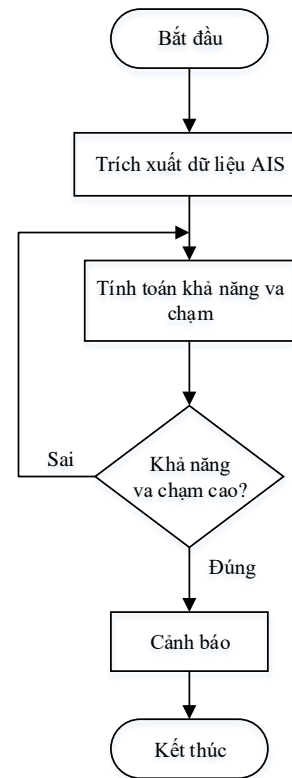 Bắt đầu
Trích xuất dữ liệu AIS
Tính toán khả năng va
chạm
Khả năng
va chạm cao?
Sai
Đúng
Cảnh báo
Kết thúc